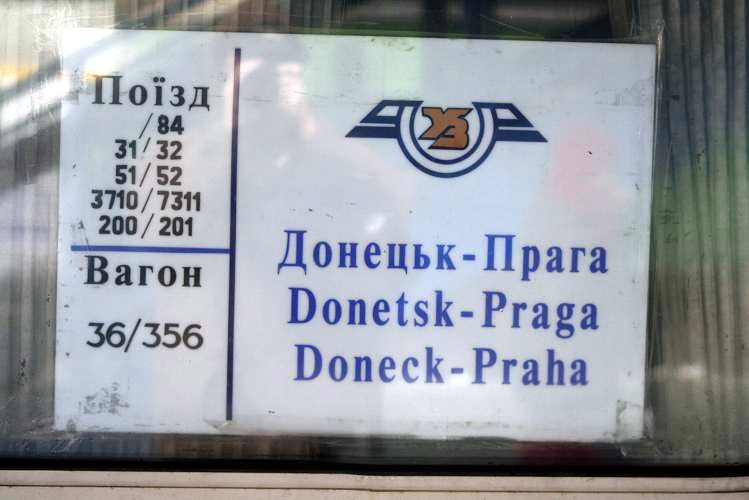 Поїзд
/84
31/32
51/52
3710/7311
200/201
Вагон
36/356
УЗ
Донецьк-Прага
Donetsk-Praga
Doneck-Praha